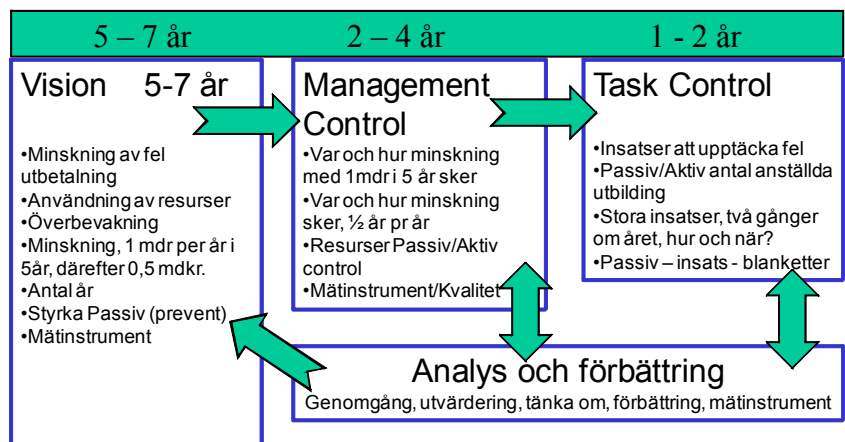 5 – 7 år
2 – 4 år
1 - 2 år
Vision 5-7 år
•Minskning av fel
utbetalning
•Användning av resurser
•Överbevakning
•Minskning, 1 mdr per år i
5år, därefter 0,5 mdkr.
•Antal år
•Styrka Passiv (prevent)
•Mätinstrument
Management
Control
•Var och hur minskning
med 1mdr i 5 år sker
•Var och hur minskning
sker, ½ år pr år
•Resurser Passiv/Aktiv
control
•Mätinstrument/Kvalitet
Task Control
•Insatser att upptäcka fel
•Passiv/Aktiv antal anställda
utbildning
•Stora insatser, två gånger
om året, hur och när?
•Passiv – insats - blanketter
Analys och förbättring
Genomgång, utvärdering, tänka om, förbättring, mätinstrument